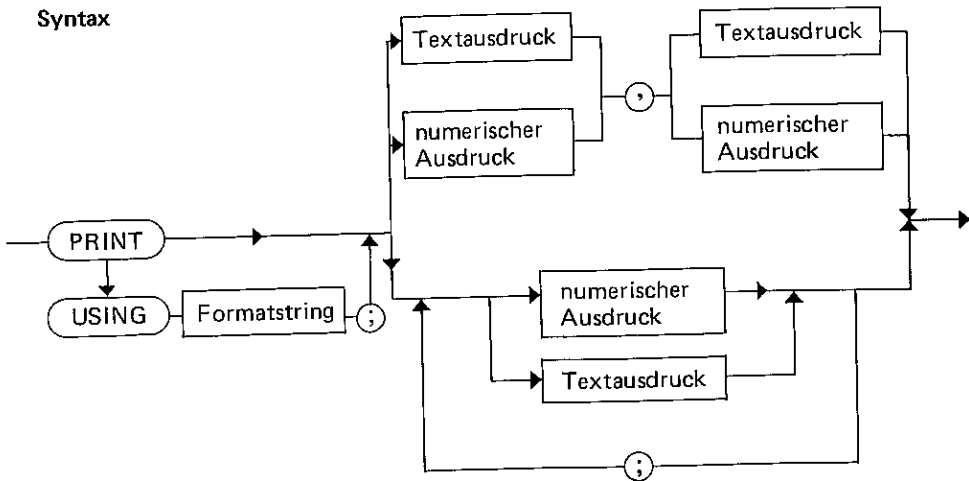 Syntax
Textausdruck
Textausdruck
,
numerischer
Ausdruck
numerischer
Ausdruck
PRINT
USING
Formatstring
;
numerischer
Ausdruck
Textausdruck
;